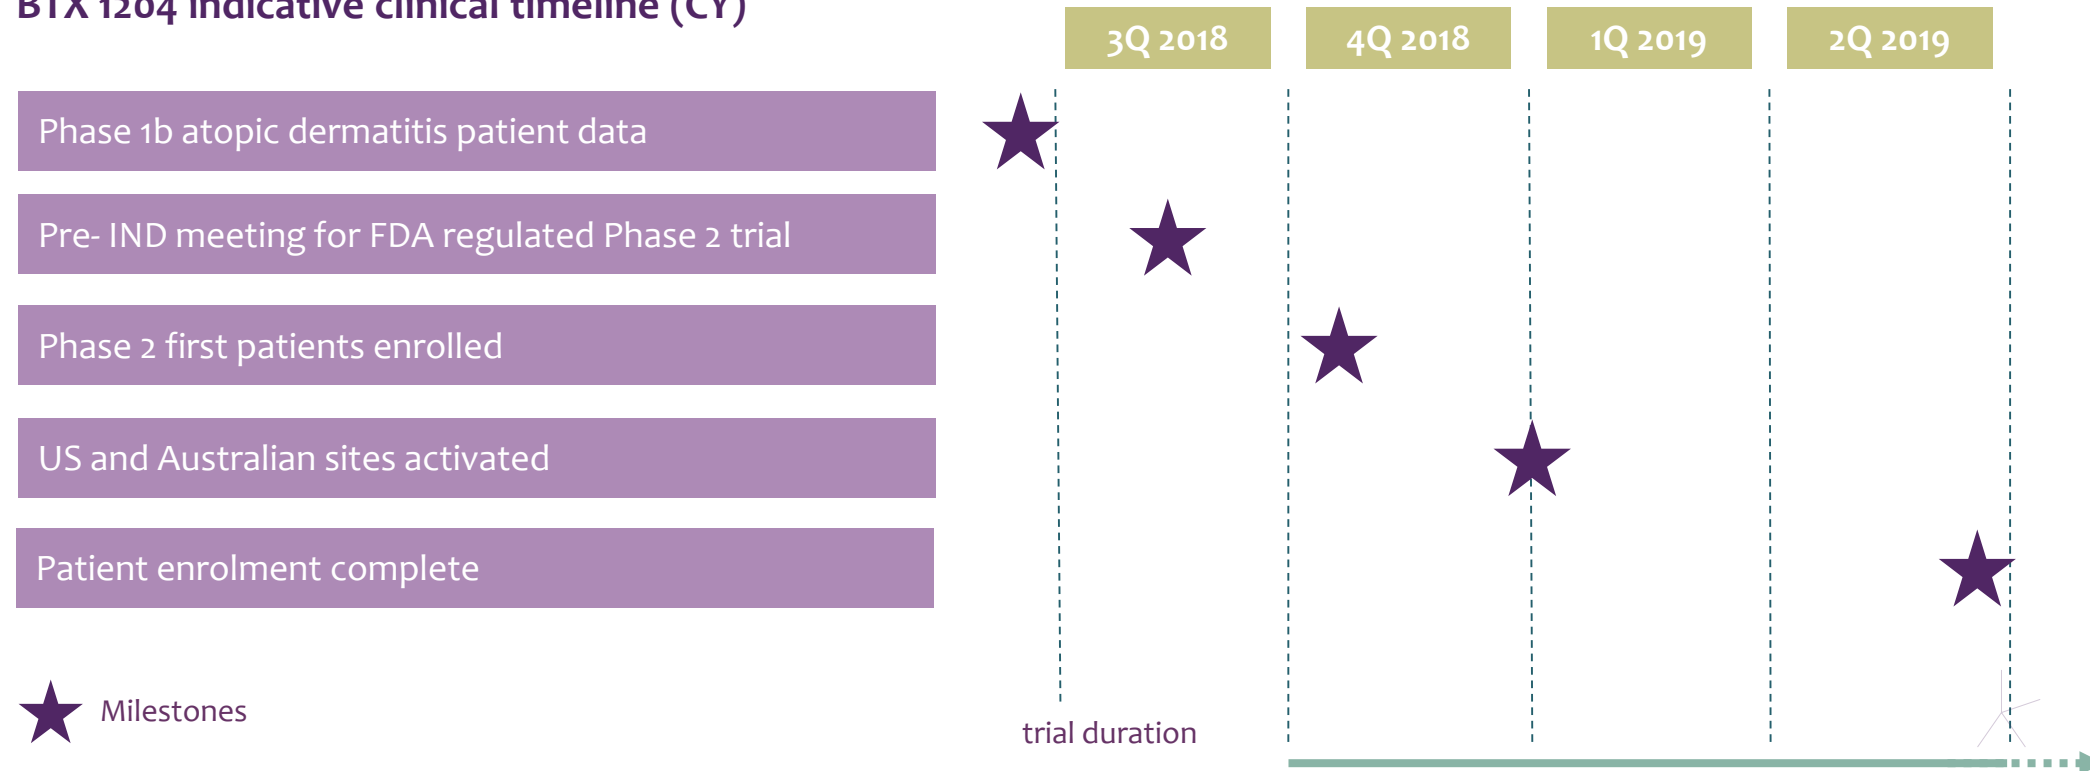 BTX 1204 indicative clinical timeline (CY)
3Q 2018
4Q 2018
1Q 2019
2Q 2019
Phase 1b atopic dermatitis patient data
Pre- IND meeting for FDA regulated Phase 2 trial
Phase 2 first patients enrolled
US and Australian sites activated
Patient enrolment complete
Milestones
trial duration